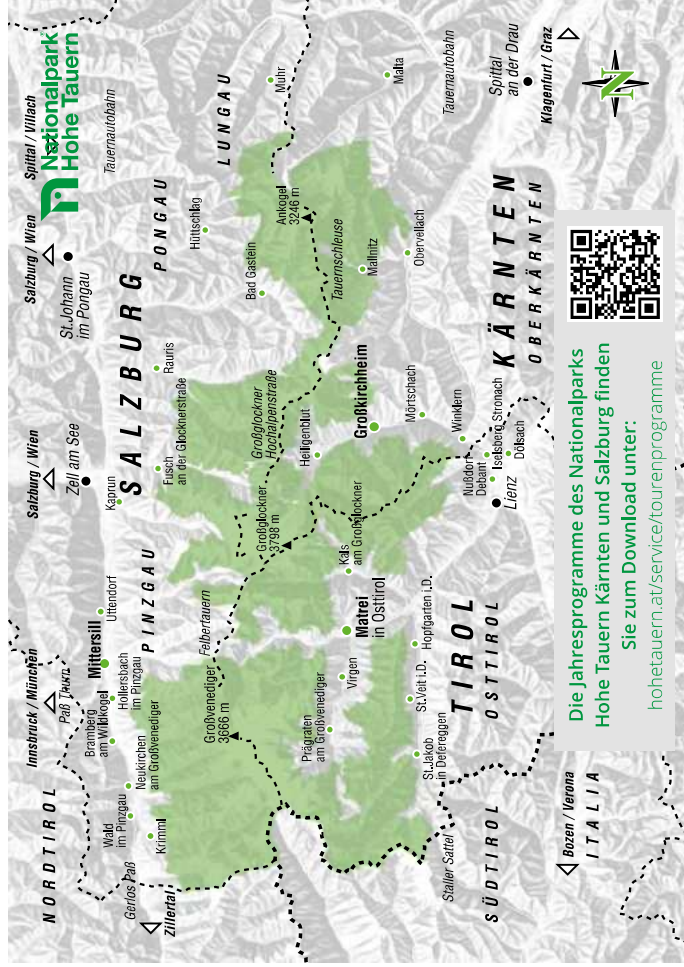 Innsbruck / München
Paß Thurn
Salzburg / Wien
Salzburg / Wien
Spittal / Villach
Nationalpark
Hohe Tauern
NORDTIROL
Zell am See
St.Johann
im Pongau
Tauernautobahn
Gerlos Paß
Zillertal
Wald
im Pinzgau
Krimml
Neukirchen
am Großvenediger
Bramberg
am Wildkogel
Hollersbach
im Pinzgau
Mittersill
Uttendorf
PINZGAU
Kaprun
SALZBURG
PONGAU
LUNGAU
Fusch
an der Glocknerstraße
Rauris
Hüttschlag
Bad Gastein
Muhr
Felbertauern
Großvenediger
3666 m
Großglockner
3798 m
Großglockner
Hochalpenstraße
Ankogel
3246 m
Tauernschleuse
Prägraten
am Großvenediger
Virgen
Matrei
in Osttirol
Kals
am Großglockner
Heiligenblut
Großkirchheim
Mallnitz
Malta
St.Jakob
in Defereggen
St.Veit i.D.
Hopfgarten i.D.
Mörtschach
Obervellach
Staller Sattel
Winklern
Tauernautobahn
TIROL
OSTTIROL
Nußdorf
Debant
Iselsberg Stronach
Lienz
Dölsach
KÄRNTEN
OBERKÄRNTEN
Spittal
an der Drau
Klagenfurt / Graz
SÜDTIROL
Bozen / Verona
ITALIA
N
Die Jahresprogramme des Nationalparks
Hohe Tauern Kärnten und Salzburg finden
Sie zum Download unter:
hohetauern.at/service/tourenprogramme